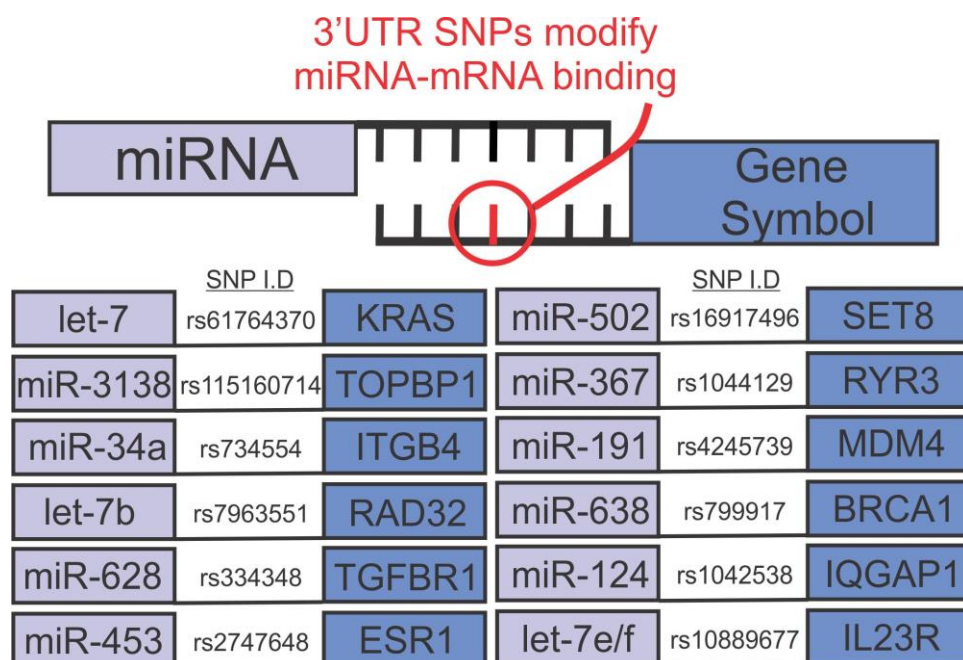 3'UTR SNPs modify
miRNA-mRNA binding
miRNA
Gene
Symbol
SNP I.D
SNP I.D
let-7 rs61764370 KRAS miR-502 rs16917496 SET8
miR-3138 rs115160714 TOPBP1 miR-367 rs1044129 RYR3
miR-34a rs734554 ITGB4 miR-191 rs4245739 MDM4
let-7b rs7963551 RAD32 miR-638 rs799917 BRCA1
miR-628 rs334348 TGFBR1 miR-124 rs1042538 IQGAP1
miR-453 rs2747648 ESR1 let-7e/f rs10889677 IL23R